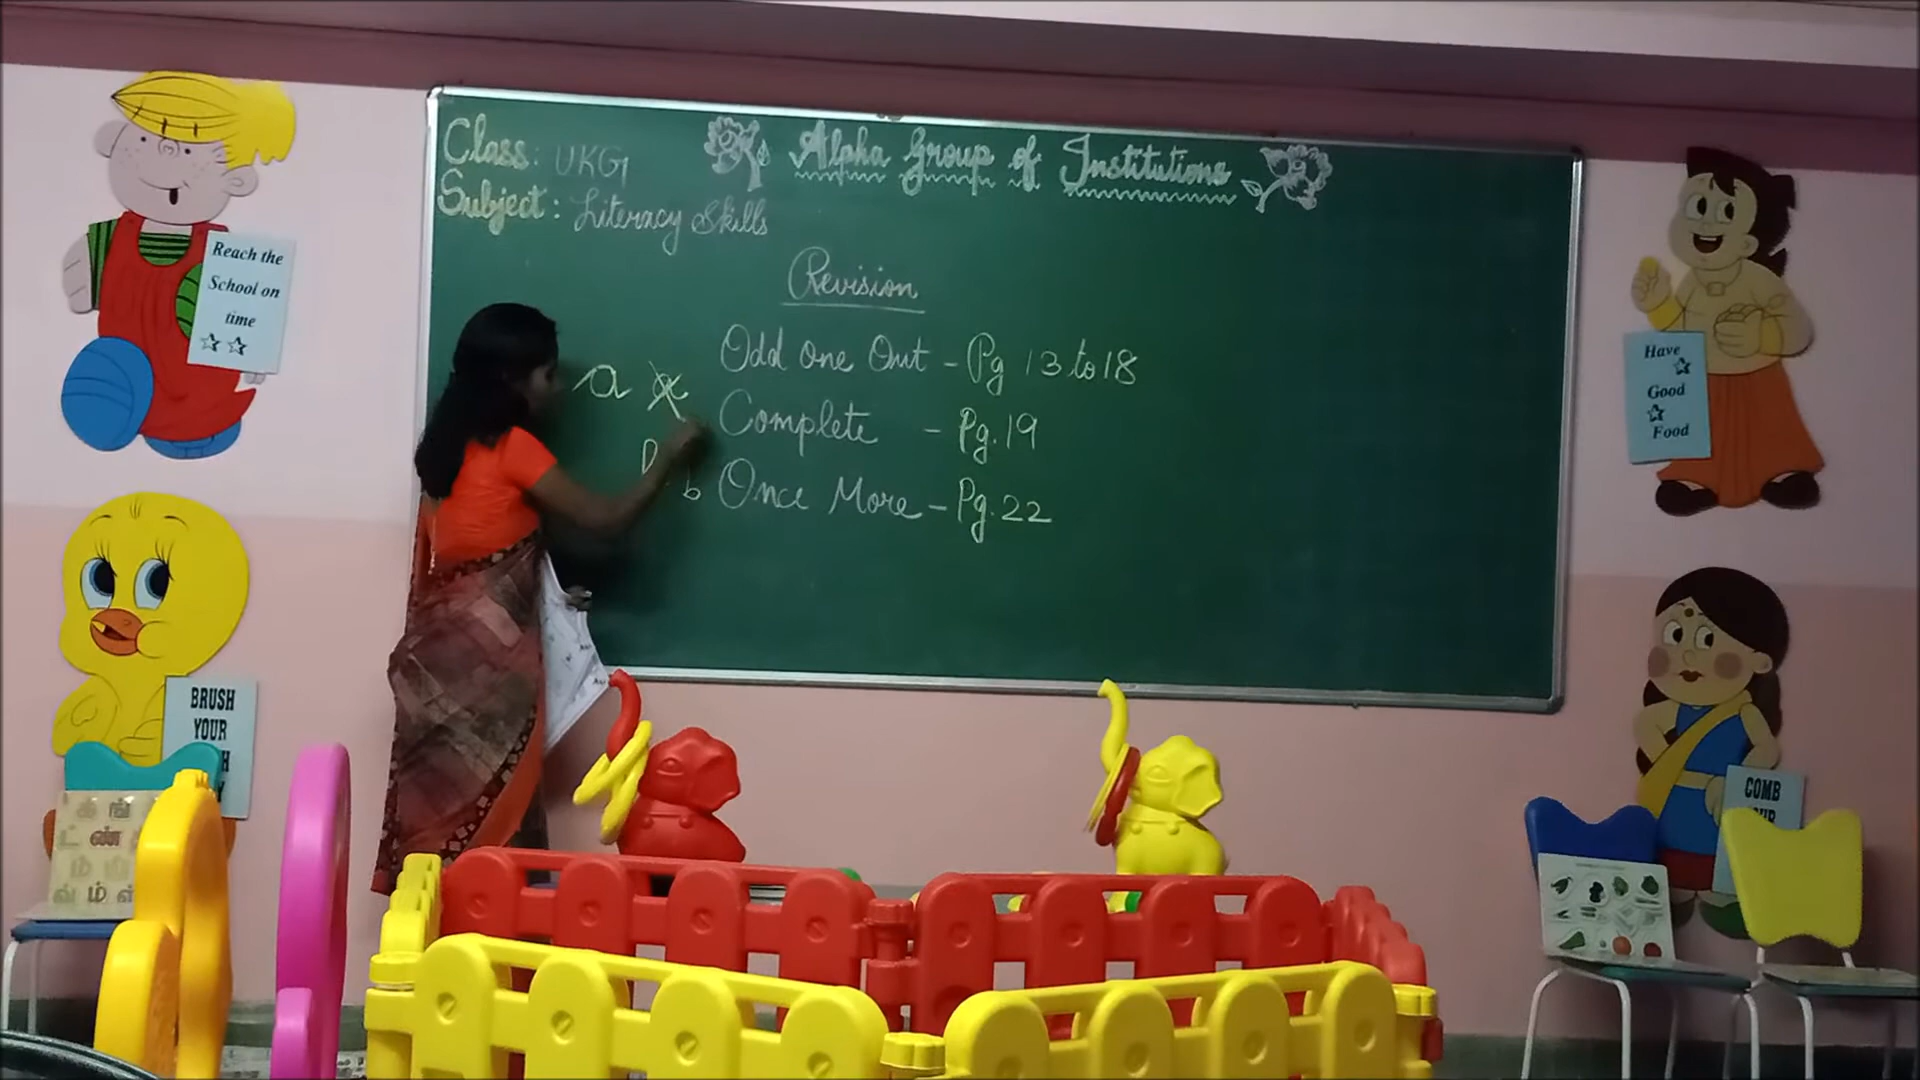 Alpha Group of Institutions
Class: UKG
Subject: Literacy Skills
Revision
Odd one Out - Pg 13 to 18
Complete - Pg. 19
Once More - Pg. 22
a
b
Reach the
School on
time
BRUSH
YOUR
Have
Good
Food
COMB
ண்
ம்